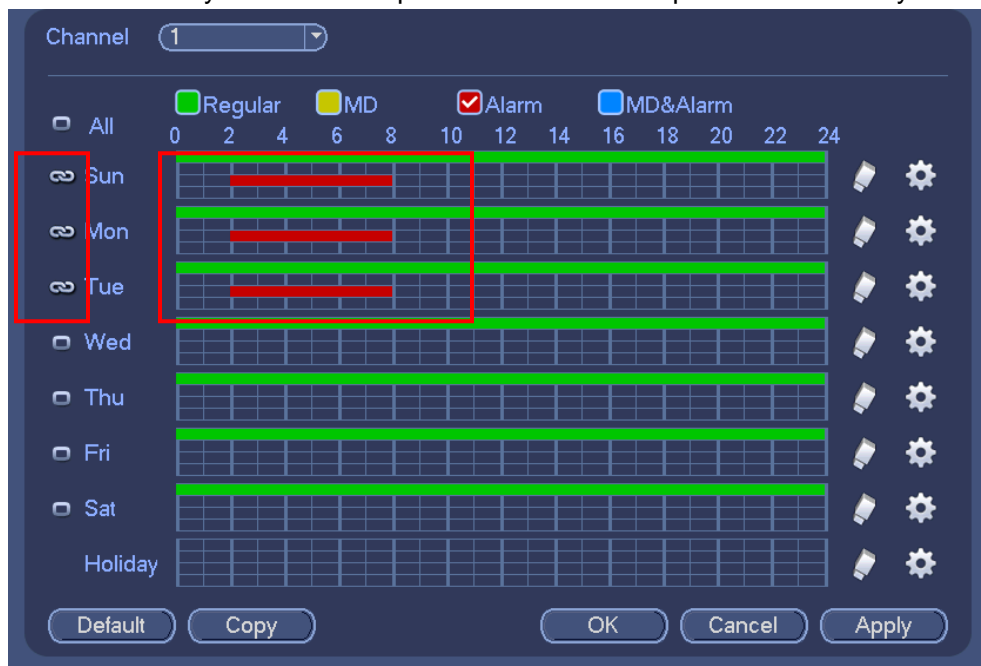 Channel 1
Regular MD Alarm MD&Alarm
All 0 2 4 6 8 10 12 14 16 18 20 22 24
Sun
Mon
Tue
Wed
Thu
Fri
Sat
Holiday
Default Copy OK Cancel Apply